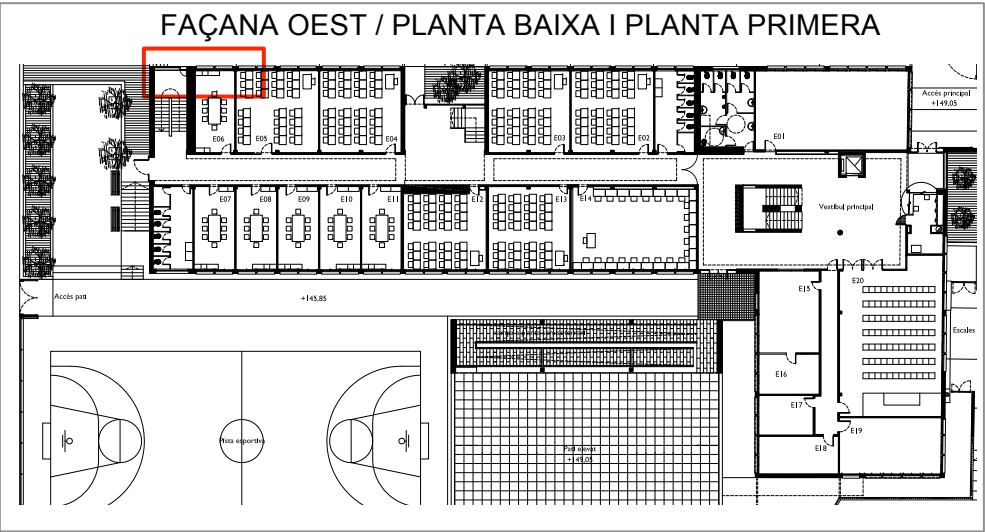 FAÇANA OEST / PLANTA BAIXA I PLANTA PRIMERA
Accés principal
+149,05
E06
E05
E04
E03
E02
E01
E07
E08
E09
E10
E11
E12
E13
E14
Vestíbul principal
Accés pati
+145,85
E15
E20
Escales
E16
E17
E18
E19
Pista esportiva
Pati elevat
+149,05